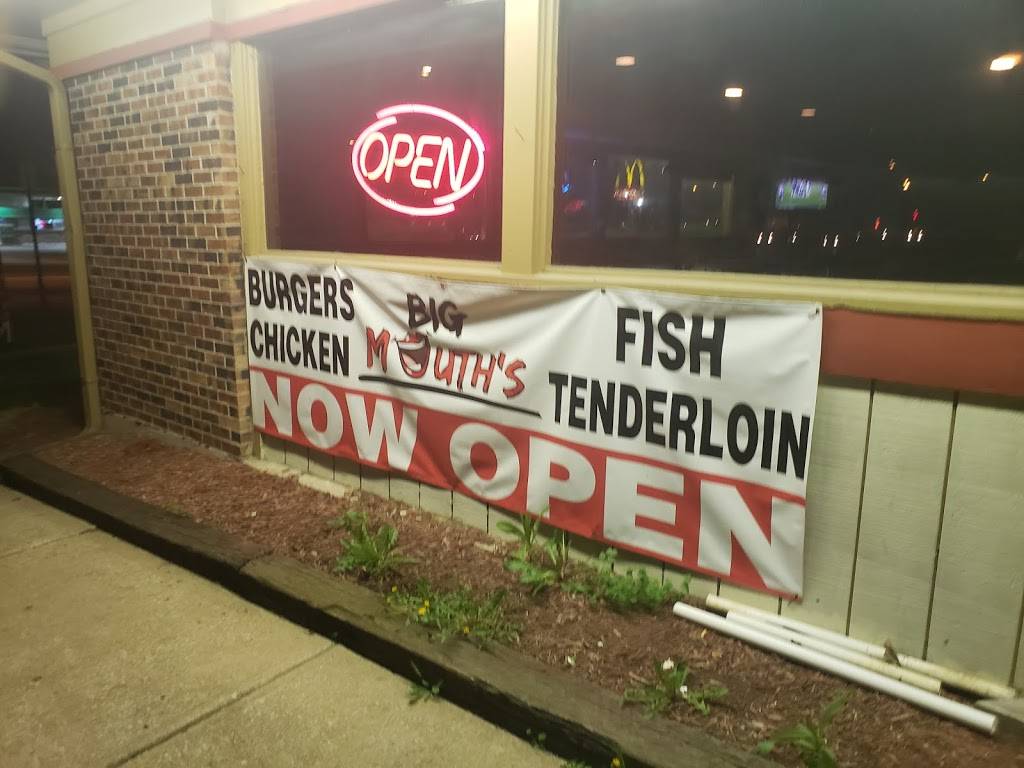 OPEN
BURGERS
CHICKEN
BIG
MOUTH'S
FISH
TENDERLOIN
NOW OPEN